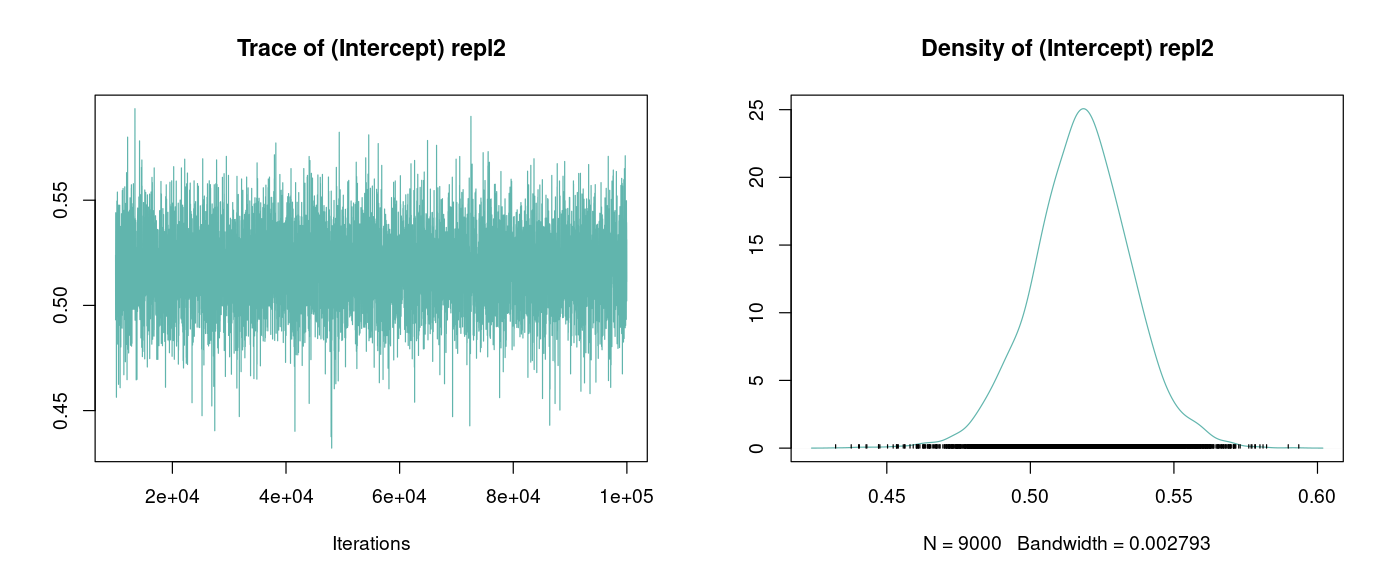 Trace of (Intercept) repl2
0.55
0.50
0.45
2e+04 4e+04 6e+04 8e+04 1e+05
Iterations
Density of (Intercept) repl2
25
20
15
10
5
0
0.45 0.50 0.55 0.60
N = 9000 Bandwidth = 0.002793